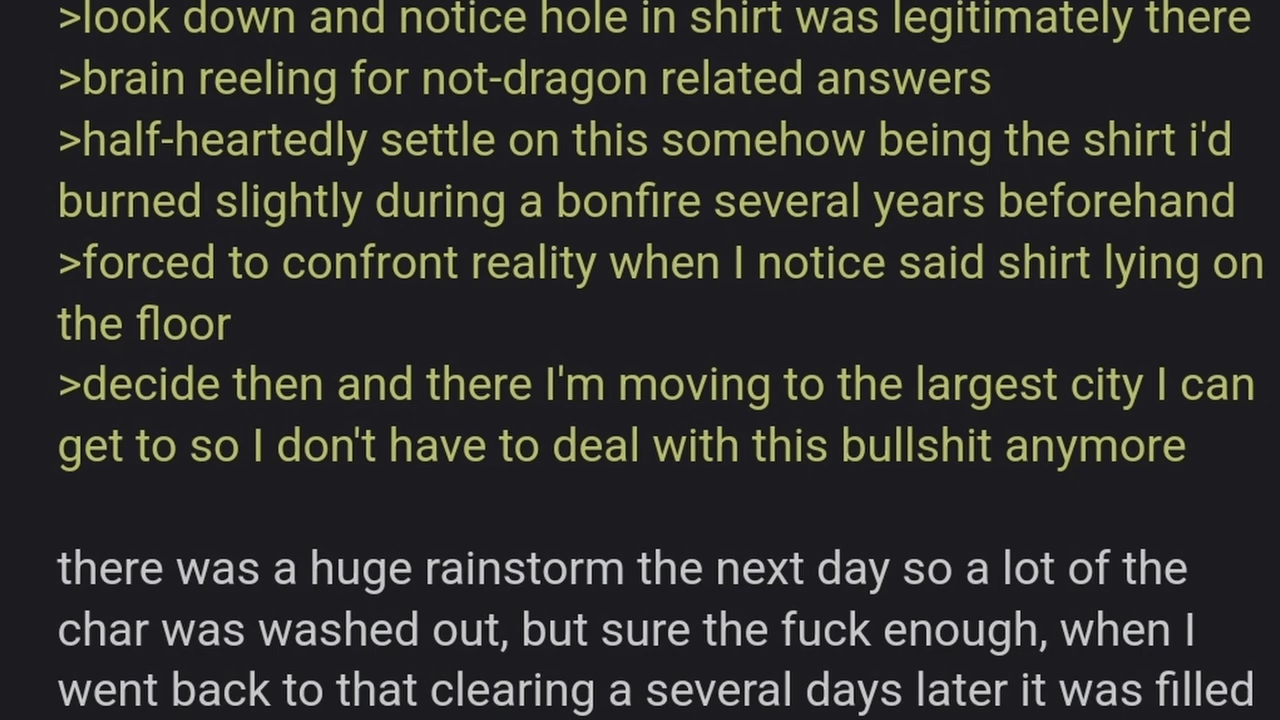 >look down and notice hole in shirt was legitimately there
>brain reeling for not-dragon related answers
>half-heartedly settle on this somehow being the shirt i'd
burned slightly during a bonfire several years beforehand
>forced to confront reality when I notice said shirt lying on
the floor
>decide then and there I'm moving to the largest city I can
get to so I don't have to deal with this bullshit anymore
there was a huge rainstorm the next day so a lot of the
char was washed out, but sure the fuck enough, when I
went back to that clearing a several days later it was filled